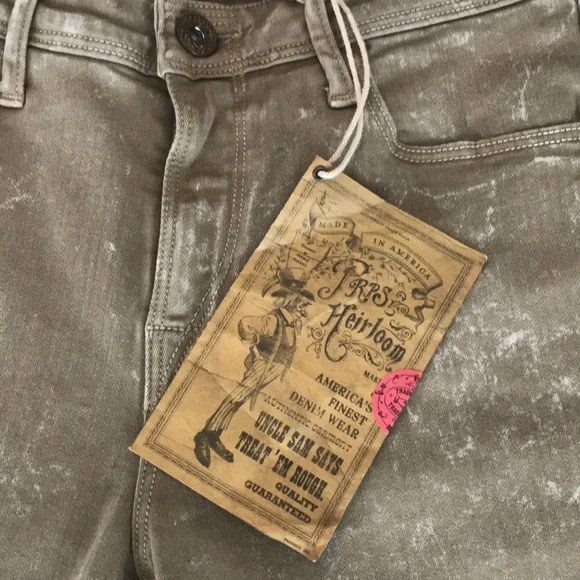 MADE
IN AMERICA
PRPS
Heirloom
MARK
AMERICA'S
FINEST
DENIM WEAR
AUTHENTIC GARMENT
UNCLE SAM SAYS
TREAT 'EM ROUGH
QUALITY
GUARANTEED